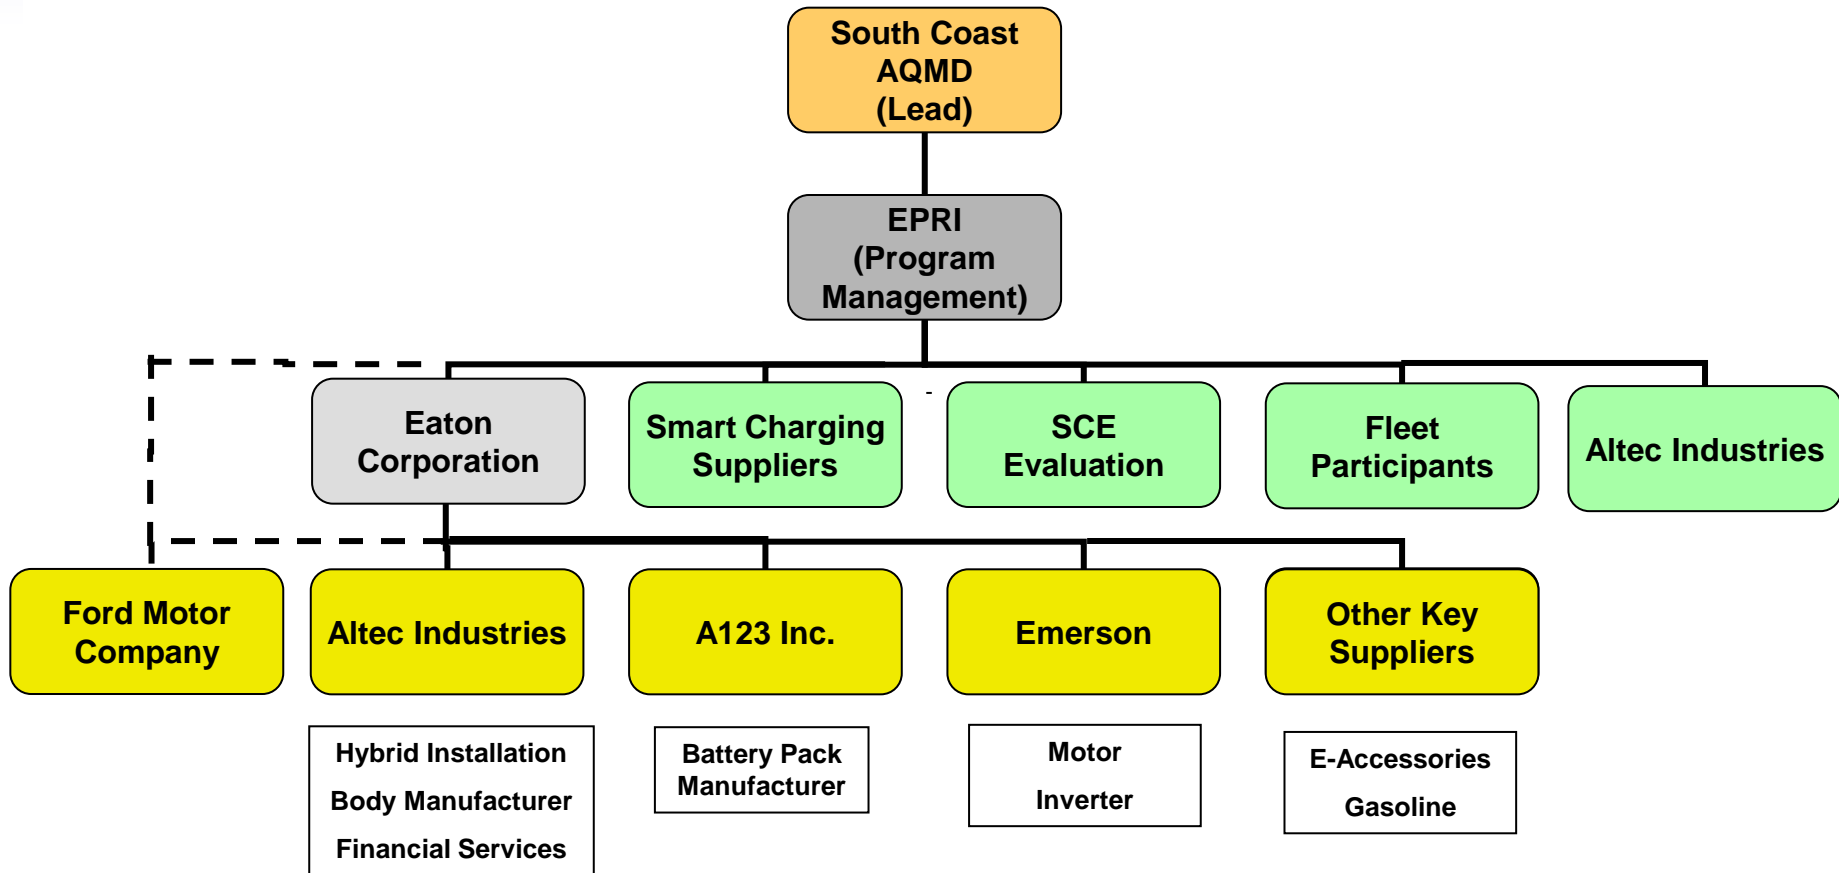 South Coast
AQMD
(Lead)
EPRI
(Program
Management)
-
Eaton
Corporation
Smart Charging
Suppliers
SCE
Evaluation
Fleet
Participants
Altec Industries
Ford Motor
Company
Altec Industries
A123 Inc.
Emerson
Other Key
Suppliers
Hybrid Installation
Body Manufacturer
Financial Services
Battery Pack
Manufacturer
Motor
Inverter
E-Accessories
Gasoline